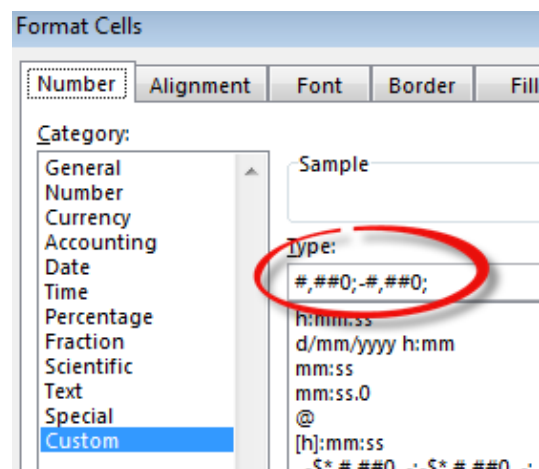 Format Cells
Number Alignment Font Border Fill
Category:
General
Number
Currency
Accounting
Date
Time
Percentage
Fraction
Scientific
Text
Special
Custom
Sample
Type:
#,##0;-#,##0;
h:mm:ss
d/mm/yyyy h:mm
mm:ss
mm:ss.0
@
[h]:mm:ss